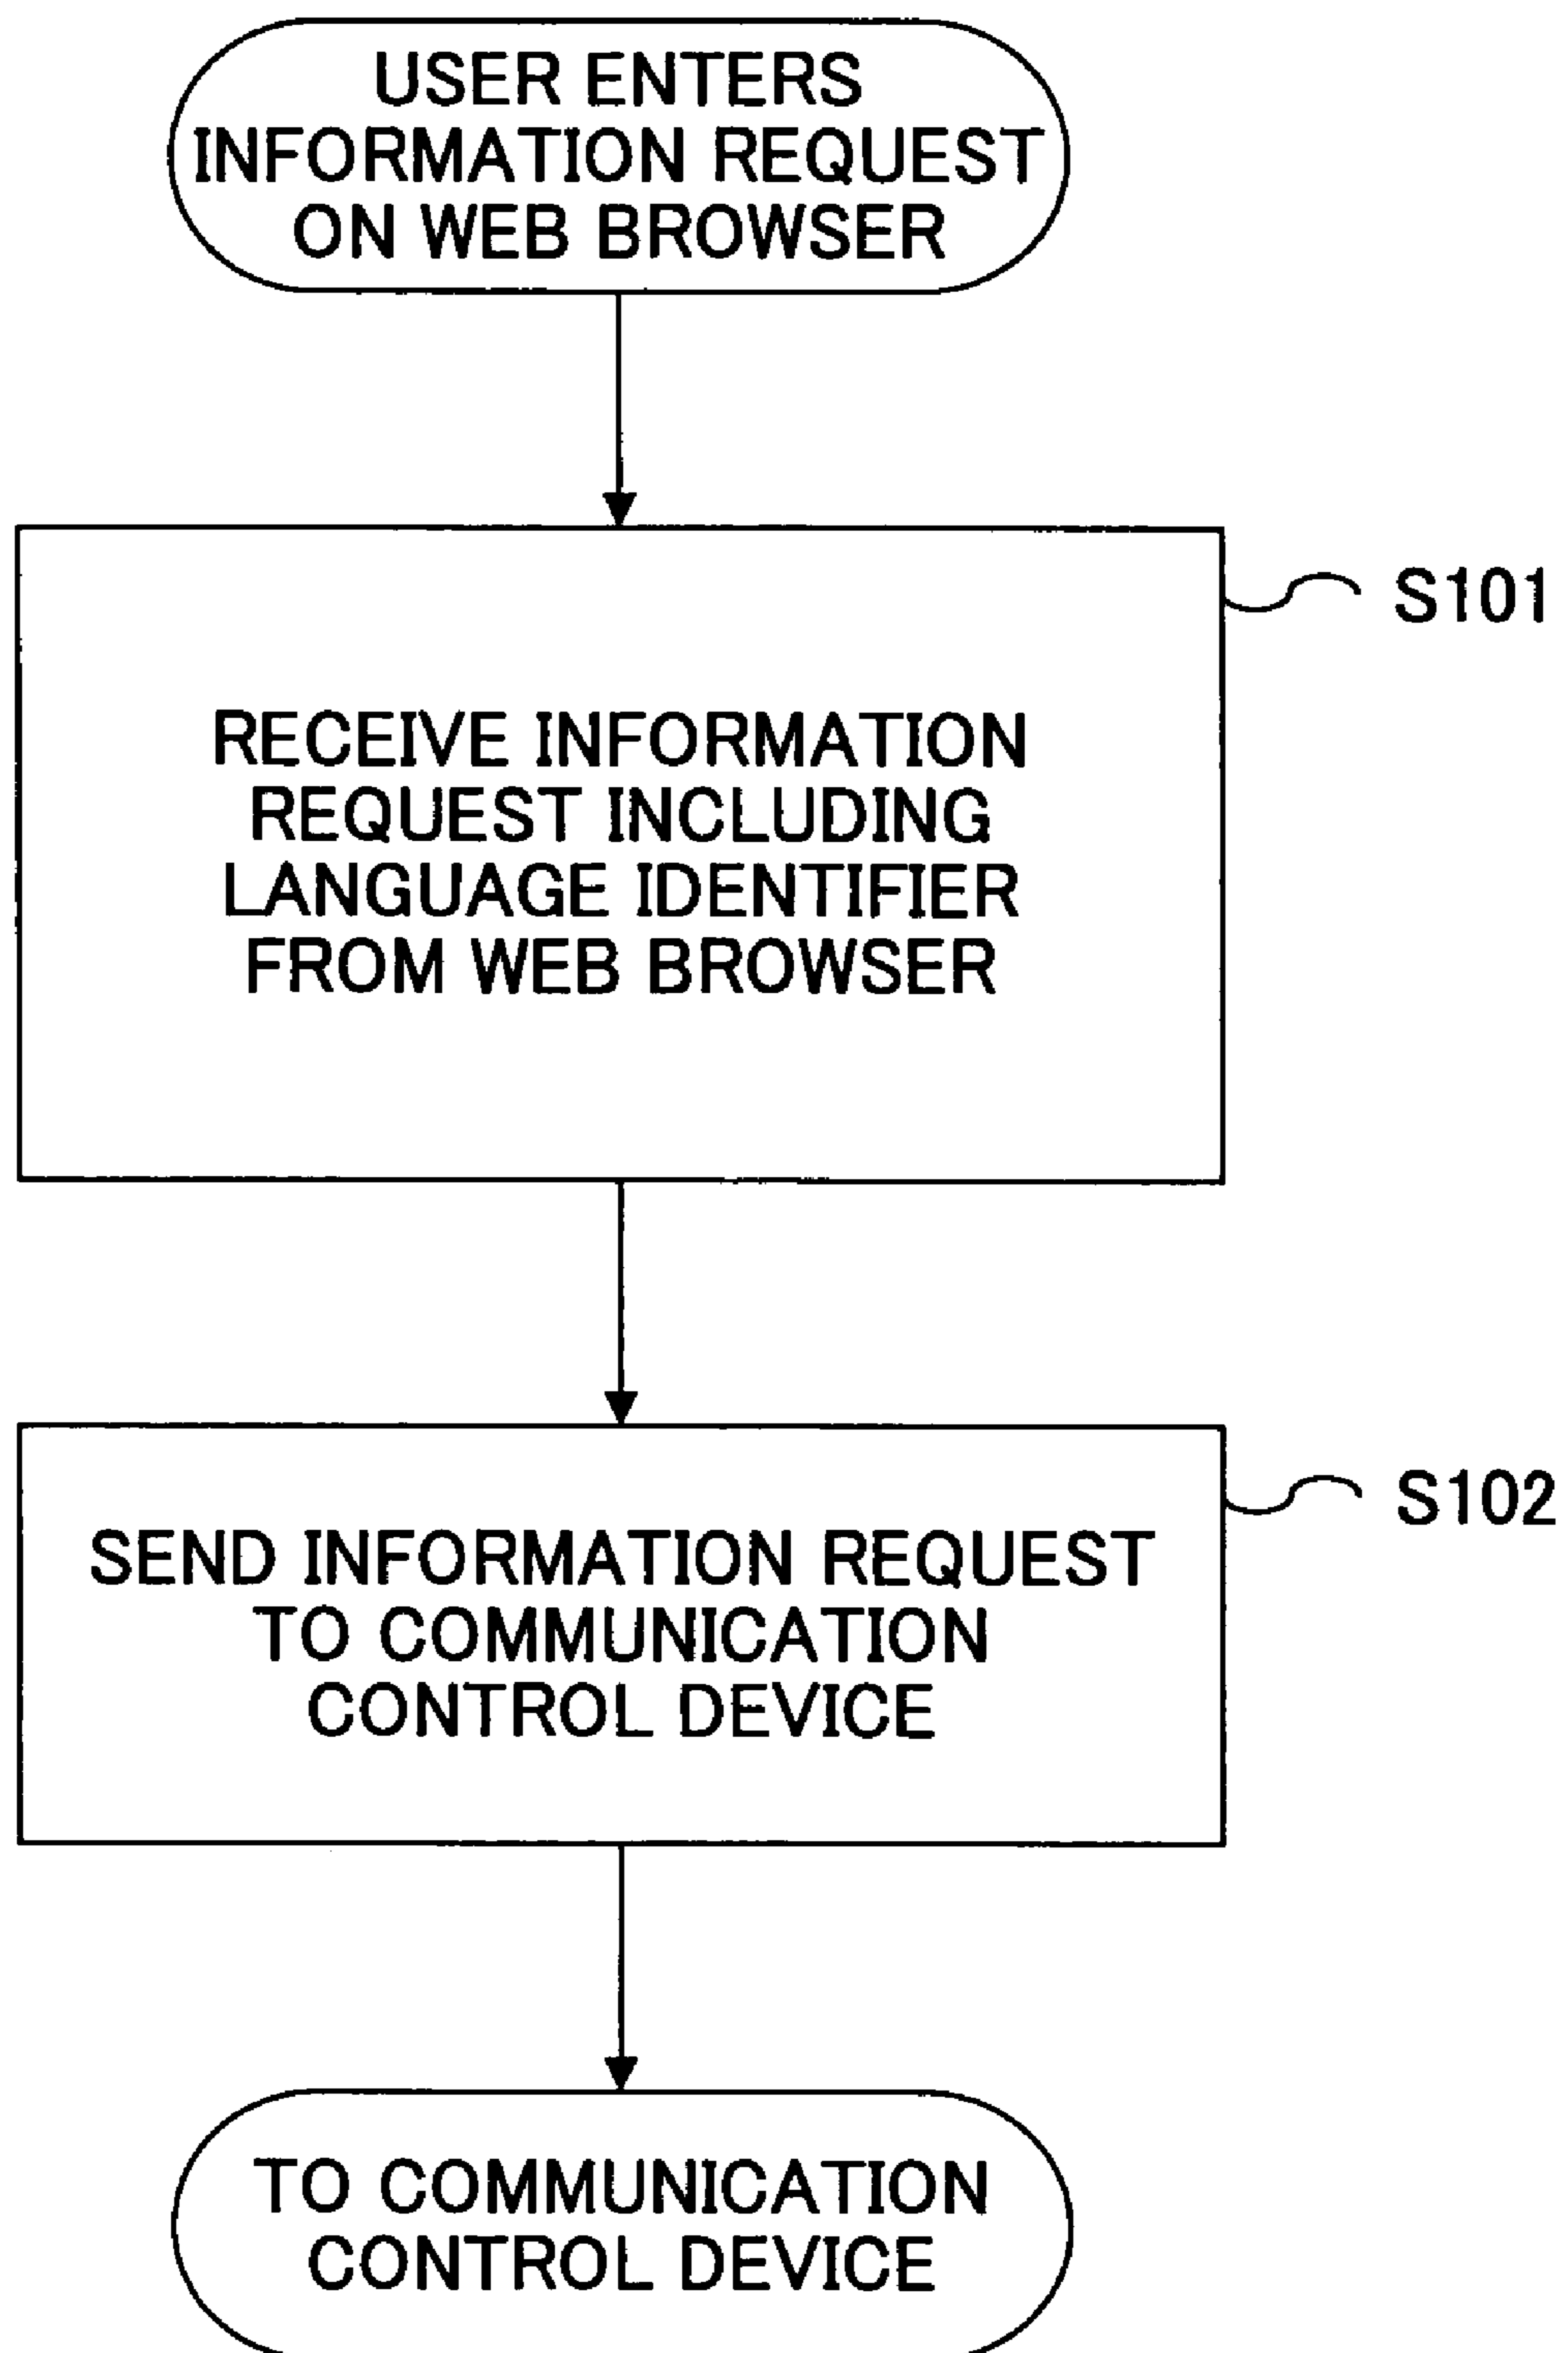 USER ENTERS
INFORMATION REQUEST
ON WEB BROWSER
S101
RECEIVE INFORMATION
REQUEST INCLUDING
LANGUAGE IDENTIFIER
FROM WEB BROWSER
S102
SEND INFORMATION REQUEST
TO COMMUNICATION
CONTROL DEVICE
TO COMMUNICATION
CONTROL DEVICE